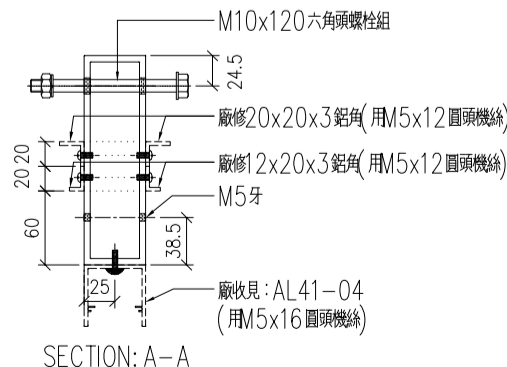 M10x120六角頭螺栓組
24.5
廠修20x20x3鋁角(用M5x12圓頭機絲)
2020
廠修12x20x3鋁角(用M5x12圓頭機絲)
M5牙
60
38.5
25
廠收見:AL41-04
(用M5x16圓頭機絲)
SECTION: A-A